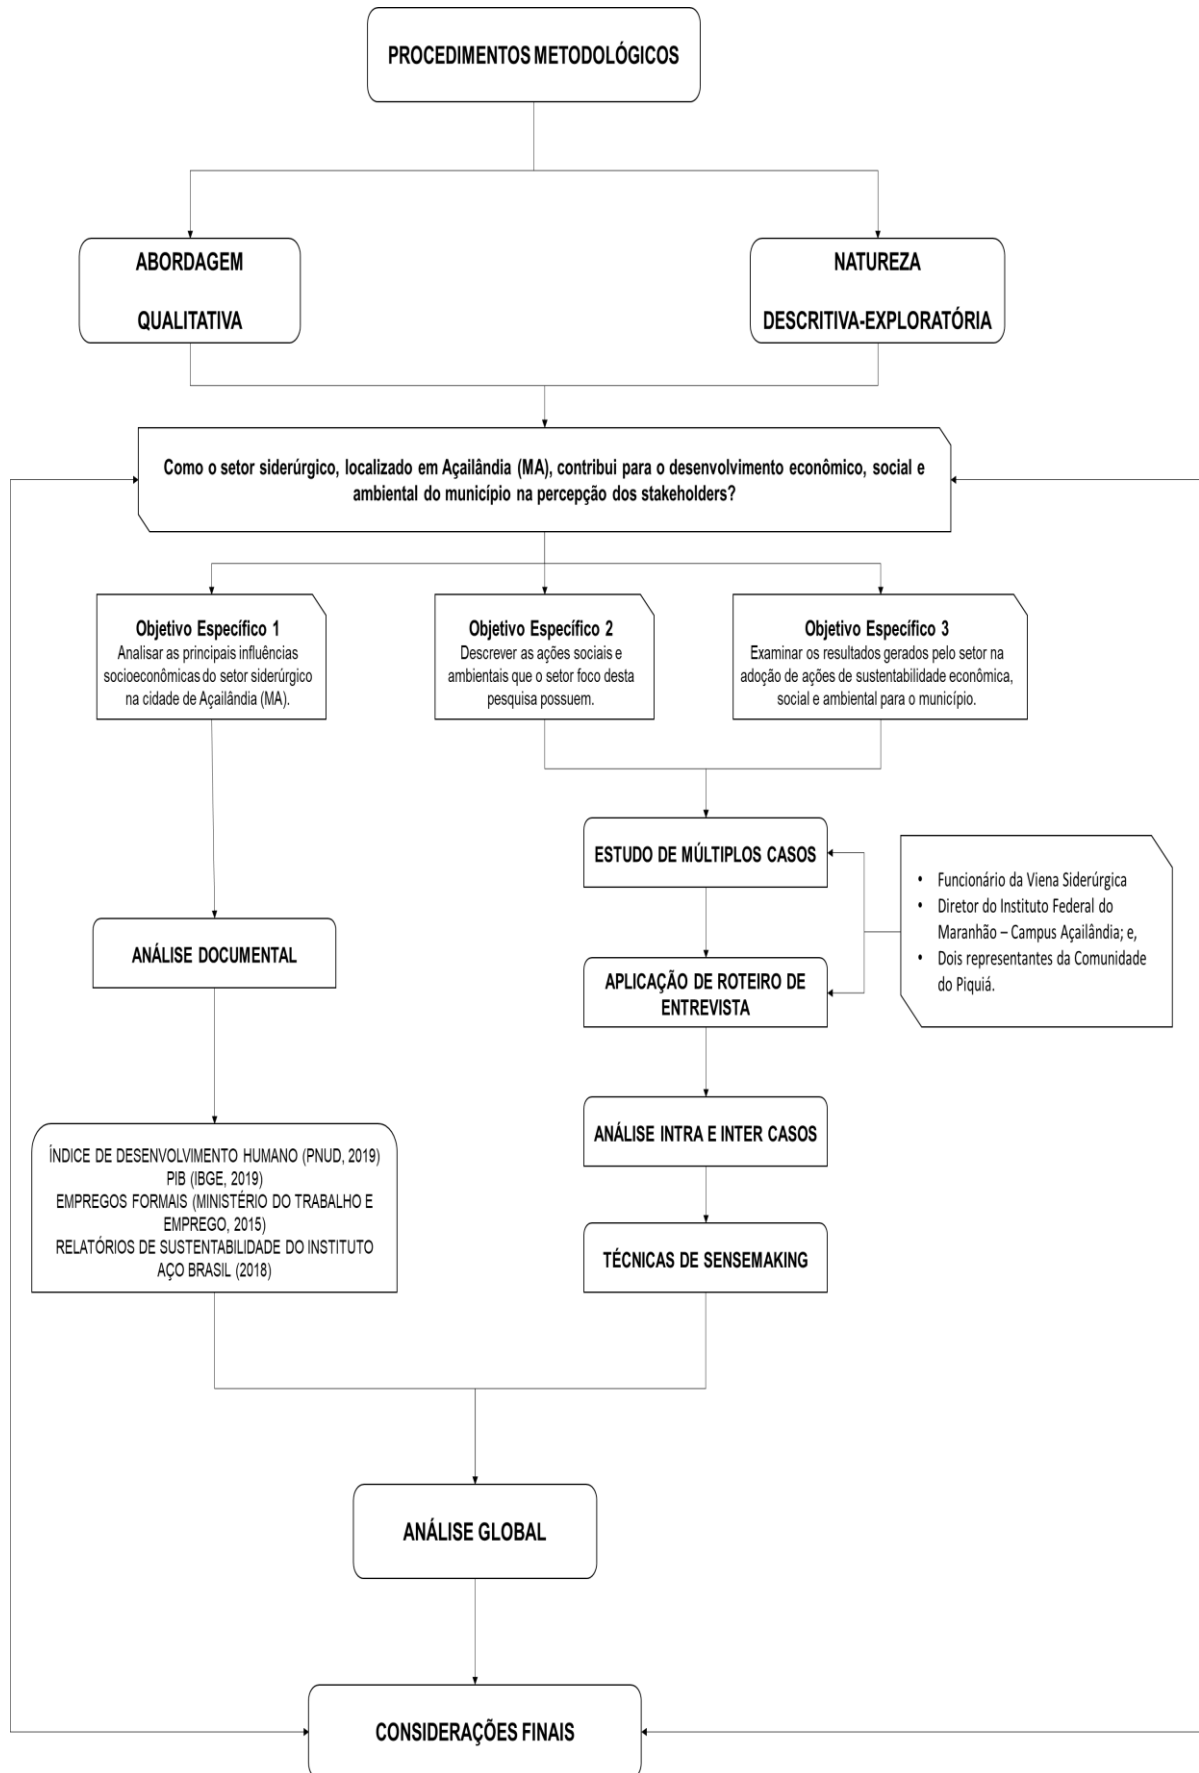 PROCEDIMENTOS METODOLÓGICOS
ABORDAGEM
QUALITATIVA
NATUREZA
DESCRITIVA-EXPLORATÓRIA
Como o setor siderúrgico, localizado em Açailândia (MA), contribui para o desenvolvimento econômico, social e
ambiental do município na percepção dos stakeholders?
Objetivo Específico 1
Analisar as principais influências
socioeconômicas do setor siderúrgico
na cidade de Açailândia (MA).
Objetivo Específico 2
Descrever as ações sociais e
ambientais que o setor foco desta
pesquisa possuem.
Objetivo Específico 3
Examinar os resultados gerados pelo setor na
adoção de ações de sustentabilidade econômica,
social e ambiental para o município.
ANÁLISE DOCUMENTAL
ÍNDICE DE DESENVOLVIMENTO HUMANO (PNUD, 2019)
PIB (IBGE, 2019)
EMPREGOS FORMAIS (MINISTÉRIO DO TRABALHO E
EMPREGO, 2015)
RELATÓRIOS DE SUSTENTABILIDADE DO INSTITUTO
AÇO BRASIL (2018)
ESTUDO DE MÚLTIPLOS CASOS
APLICAÇÃO DE ROTEIRO DE
ENTREVISTA
• Funcionário da Viena Siderúrgica
• Diretor do Instituto Federal do
Maranhão – Campus Açailândia; e,
• Dois representantes da Comunidade
do Piquiá.
ANÁLISE INTRA E INTER CASOS
TÉCNICAS DE SENSEMAKING
ANÁLISE GLOBAL
CONSIDERAÇÕES FINAIS